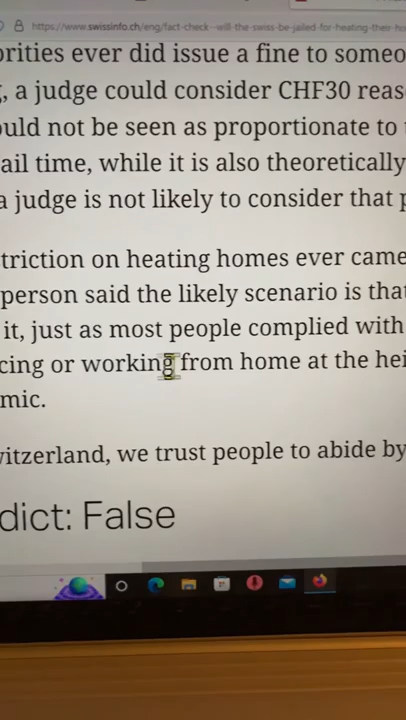 https://www.swissinfo.ch/eng/fact-check--will-the-swiss-be-jailed-for-heating-their-ho
orities ever did issue a fine to someo
, a judge could consider CHF30 reas
ould not be seen as proportionate to
ail time, while it is also theoretically
a judge is not likely to consider that p
triction on heating homes ever came
person said the likely scenario is that
it, just as most people complied with
cing or working from home at the hei
mic.
witzerland, we trust people to abide by
dict: False